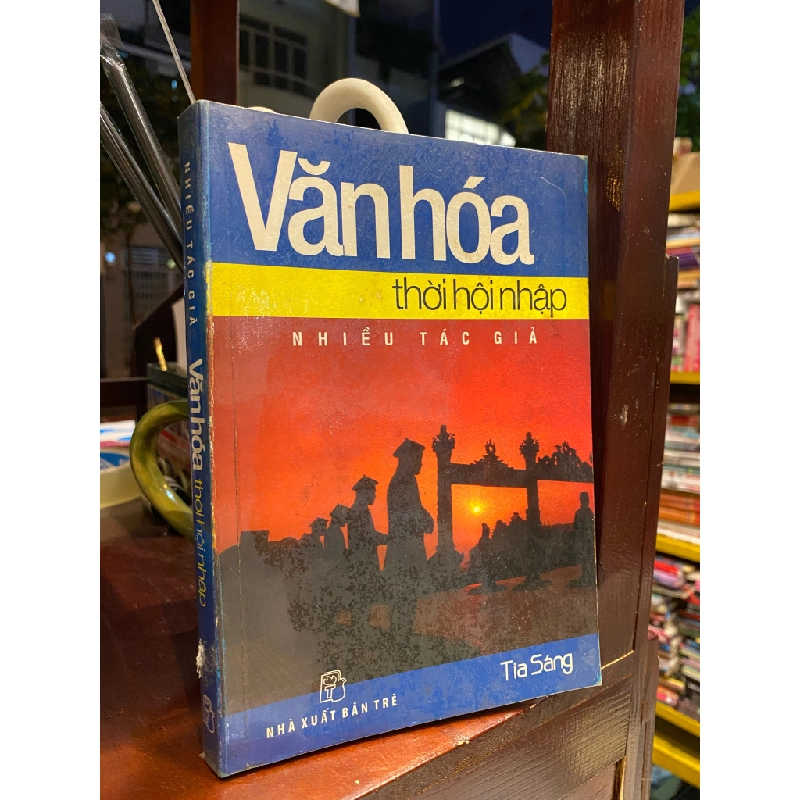 Văn hóa
thời hội nhập
NHIỀU TÁC GIẢ
Tia Sáng
NHÀ XUẤT BẢN TRẺ
NHIỀU TÁC GIẢ
Văn hóa thời hội nhập